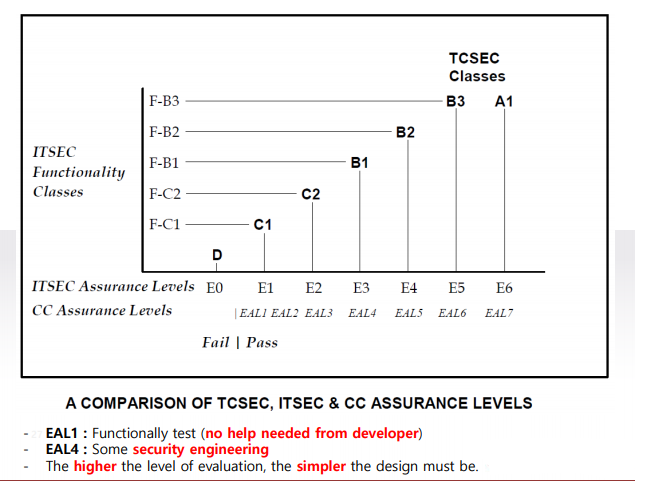 TCSEC
Classes
F-B3 B3 A1
F-B2 B2
ITSEC
Functionality
Classes
F-B1 B1
F-C2 C2
F-C1 C1
D
ITSEC Assurance Levels E0 E1 E2 E3 E4 E5 E6
CC Assurance Levels | EAL1 EAL2 EAL3 EAL4 EAL5 EAL6 EAL7
Fail | Pass
A COMPARISON OF TCSEC, ITSEC & CC ASSURANCE LEVELS
- EAL1 : Functionally test (no help needed from developer)
- EAL4 : Some security engineering
- The higher the level of evaluation, the simpler the design must be.